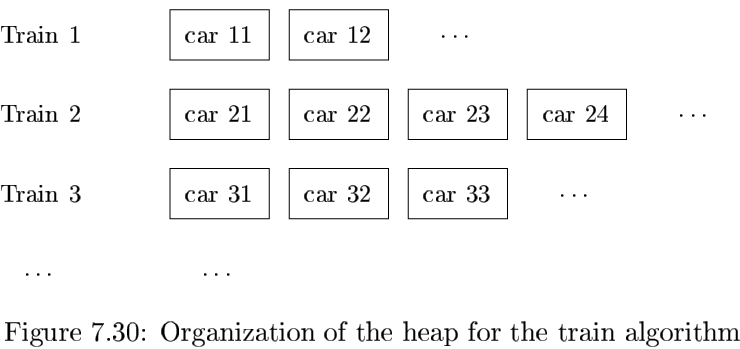 Train 1 car 11 car 12 ...
Train 2 car 21 car 22 car 23 car 24 ...
Train 3 car 31 car 32 car 33 ...
... ...
Figure 7.30: Organization of the heap for the train algorithm